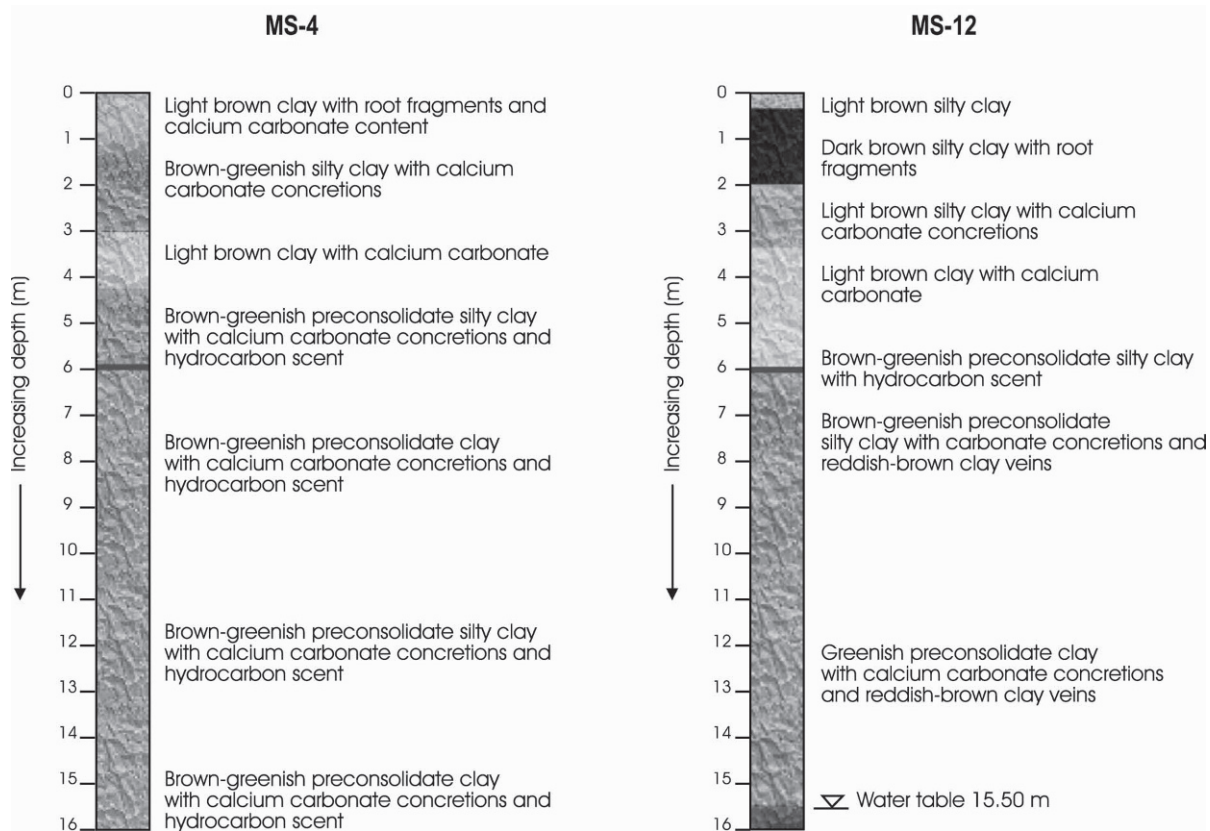 MS-4
0
1
2
3
4
5
6
7
8
9
10
11
12
13
14
15
16
Increasing depth (m)
Light brown clay with root fragments and
calcium carbonate content
Brown-greenish silty clay with calcium
carbonate concretions
Light brown clay with calcium carbonate
Brown-greenish preconsolidate silty clay
with calcium carbonate concretions and
hydrocarbon scent
Brown-greenish preconsolidate clay
with calcium carbonate concretions and
hydrocarbon scent
Brown-greenish preconsolidate silty clay
with calcium carbonate concretions and
hydrocarbon scent
Brown-greenish preconsolidate clay
with calcium carbonate concretions and
hydrocarbon scent
MS-12
0
1
2
3
4
5
6
7
8
9
10
11
12
13
14
15
16
Increasing depth (m)
Light brown silty clay
Dark brown silty clay with root
fragments
Light brown silty clay with calcium
carbonate concretions
Light brown clay with calcium
carbonate
Brown-greenish preconsolidate silty clay
with hydrocarbon scent
Brown-greenish preconsolidate
silty clay with carbonate concretions and
reddish-brown clay veins
Greenish preconsolidate clay
with calcium carbonate concretions
and reddish-brown clay veins
Water table 15.50 m